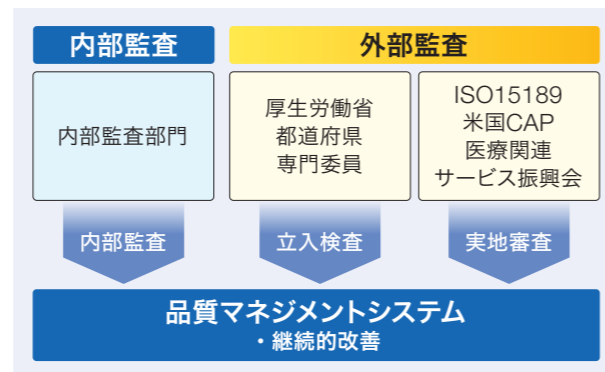 内部監査
外部監査
内部監査部門
厚生労働省
都道府県
専門委員
ISO15189
米国CAP
医療関連
サービス振興会
内部監査
立入検査
実地審査
品質マネジメントシステム
・継続的改善